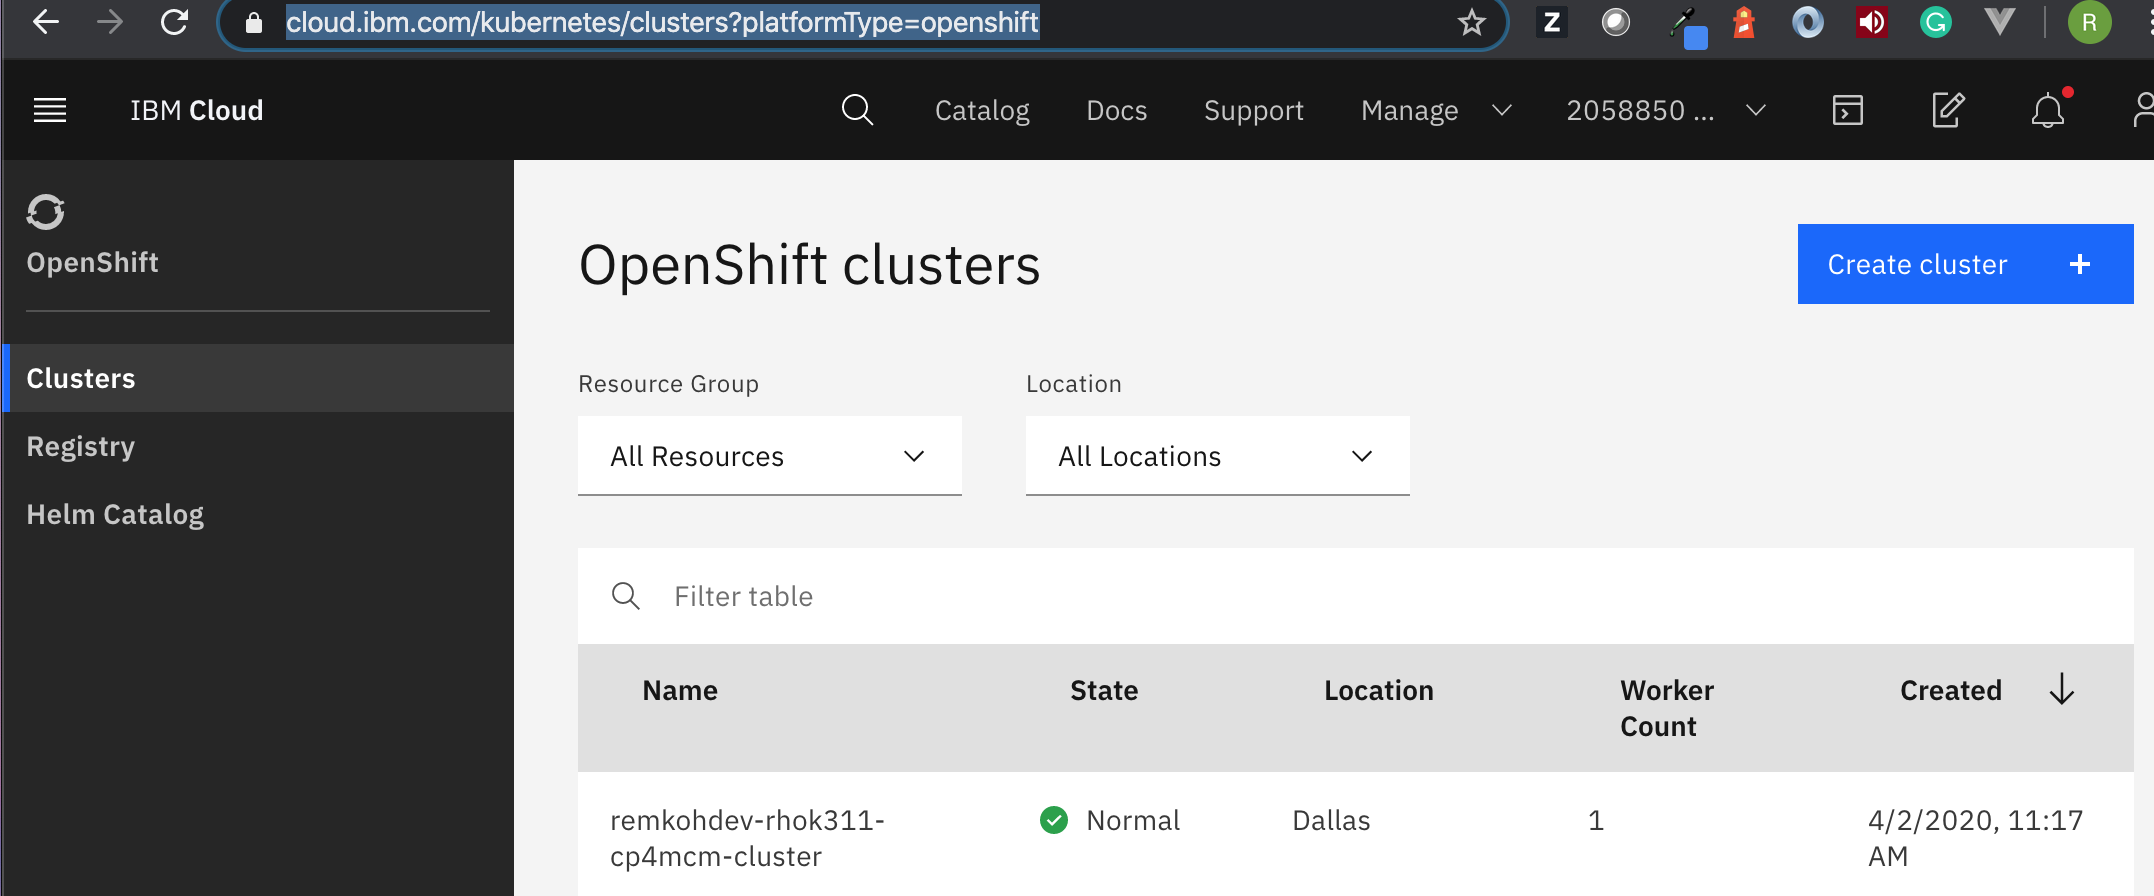 cloud.ibm.com/kubernetes/clusters?platformType=openshift
Z
G
R
IBM Cloud
Catalog
Docs
Support
Manage
2058850 ...
OpenShift
Clusters
Registry
Helm Catalog
OpenShift clusters
Create cluster +
Resource Group
Location
All Resources
All Locations
Filter table
Name
State
Location
Worker
Count
Created
remkohdev-rhok311-
cp4mcm-cluster
Normal
Dallas
1
4/2/2020, 11:17
AM